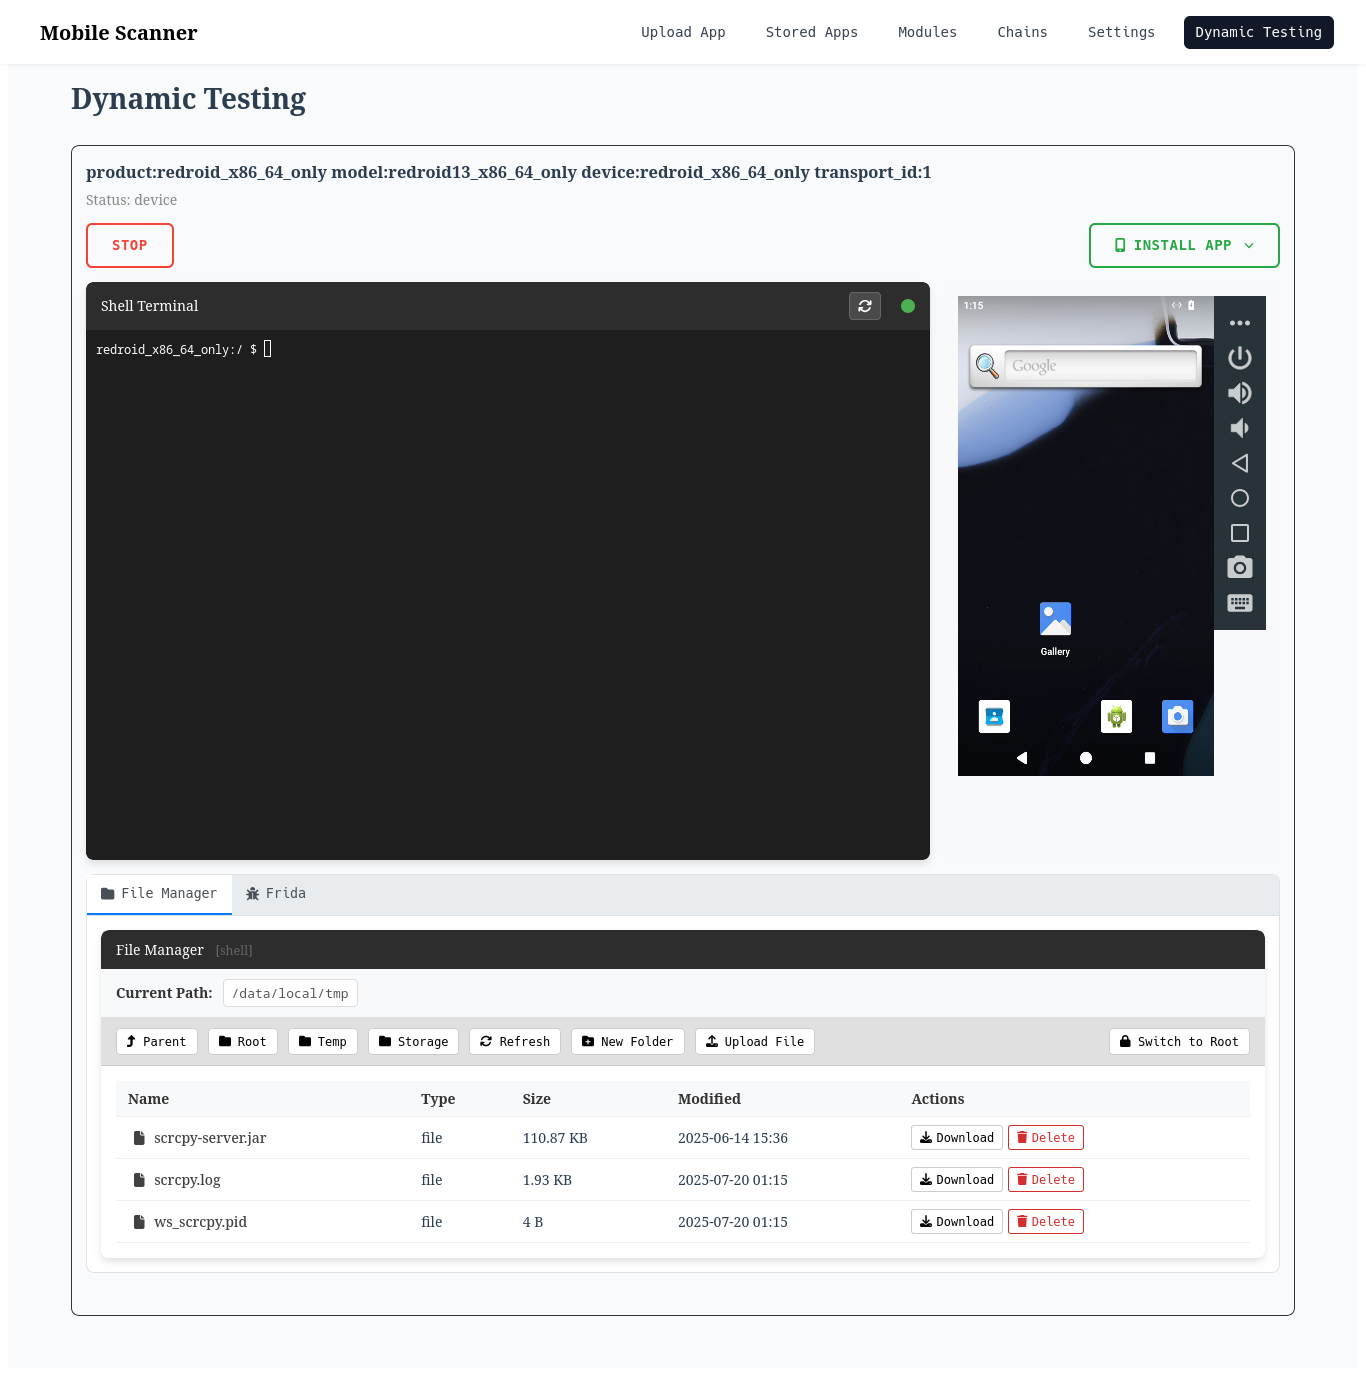 Mobile Scanner
Upload App
Stored Apps
Modules
Chains
Settings
Dynamic Testing
Dynamic Testing
product:redroid_x86_64_only model:redroid13_x86_64_only device:redroid_x86_64_only transport_id:1
Status: device
STOP
INSTALL APP
Shell Terminal
redroid_x86_64_only:/ $
1:15
Google
Gallery
File Manager
Frida
File Manager [shell]
Current Path: /data/local/tmp
Parent
Root
Temp
Storage
Refresh
New Folder
Upload File
Switch to Root
Name Type Size Modified Actions
scrcpy-server.jar file 110.87 KB 2025-06-14 15:36 Download Delete
scrcpy.log file 1.93 KB 2025-07-20 01:15 Download Delete
ws_scrcpy.pid file 4 B 2025-07-20 01:15 Download Delete